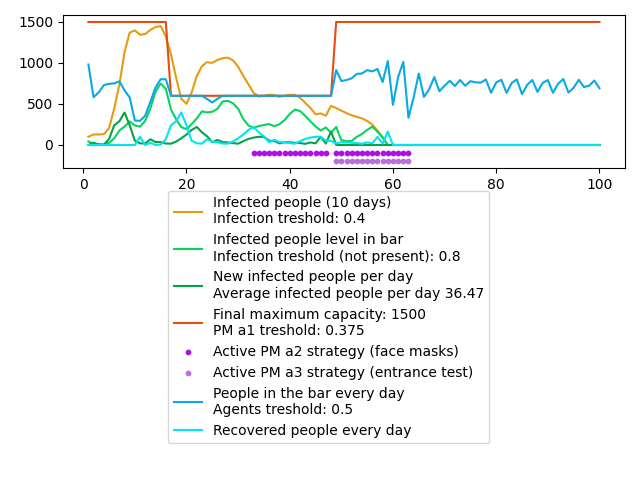 1500
1000
500
0
0 20 40 60 80 100
Infected people (10 days)
Infection treshold: 0.4
Infected people level in bar
Infection treshold (not present): 0.8
New infected people per day
Average infected people per day 36.47
Final maximum capacity: 1500
PM a1 treshold: 0.375
Active PM a2 strategy (face masks)
Active PM a3 strategy (entrance test)
People in the bar every day
Agents treshold: 0.5
Recovered people every day